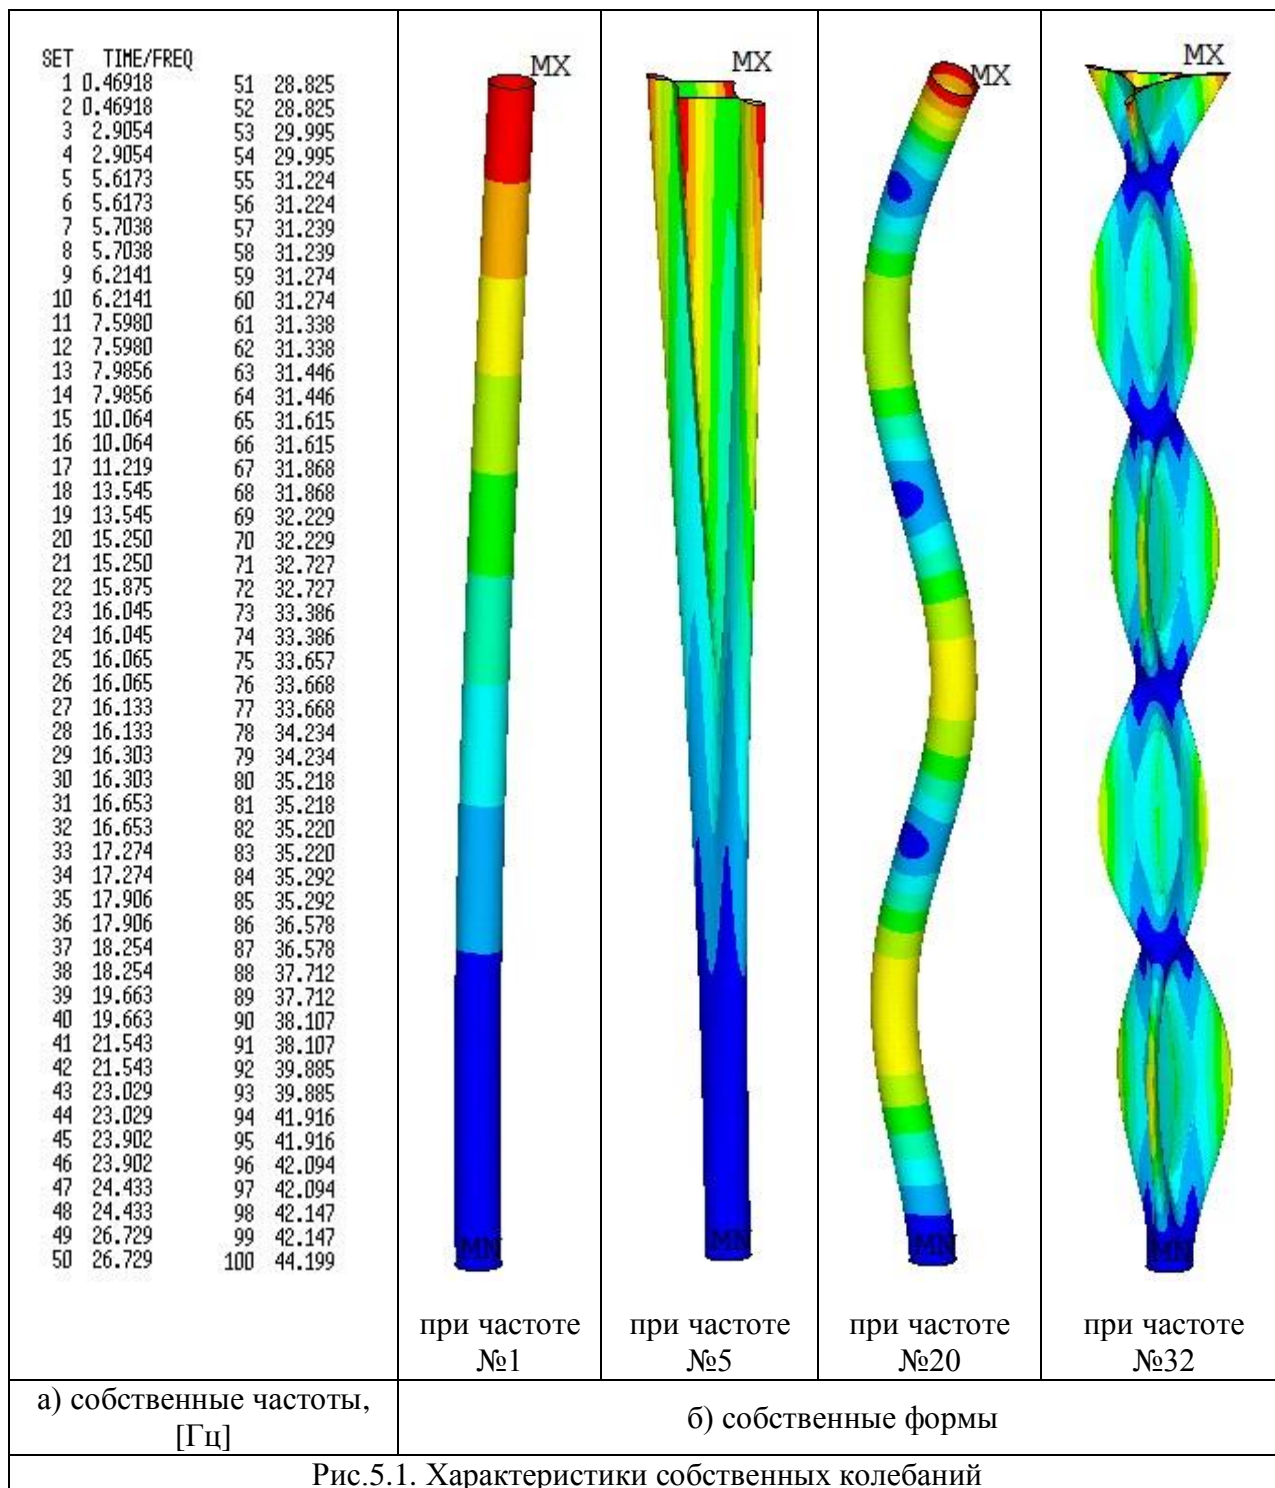 SET TIME/FREQ
1 0.46918 51 28.825
2 0.46918 52 28.825
3 2.9054 53 29.995
4 2.9054 54 29.995
5 5.6173 55 31.224
6 5.6173 56 31.224
7 5.7038 57 31.239
8 5.7038 58 31.239
9 6.2141 59 31.274
10 6.2141 60 31.274
11 7.5980 61 31.338
12 7.5980 62 31.338
13 7.9856 63 31.446
14 7.9856 64 31.446
15 10.064 65 31.615
16 10.064 66 31.615
17 11.219 67 31.868
18 13.545 68 31.868
19 13.545 69 32.229
20 15.250 70 32.229
21 15.250 71 32.727
22 15.875 72 32.727
23 16.045 73 33.386
24 16.045 74 33.386
25 16.065 75 33.657
26 16.065 76 33.668
27 16.133 77 33.668
28 16.133 78 34.234
29 16.303 79 34.234
30 16.303 80 35.218
31 16.653 81 35.218
32 16.653 82 35.220
33 17.274 83 35.220
34 17.274 84 35.292
35 17.906 85 35.292
36 17.906 86 36.578
37 18.254 87 36.578
38 18.254 88 37.712
39 19.663 89 37.712
40 19.663 90 38.107
41 21.543 91 38.107
42 21.543 92 39.885
43 23.029 93 39.885
44 23.029 94 41.916
45 23.902 95 41.916
46 23.902 96 42.094
47 24.433 97 42.094
48 24.433 98 42.147
49 26.729 99 42.147
50 26.729 100 44.199
MX
MN
при частоте
№1
MX
MN
при частоте
№5
MX
MN
при частоте
№20
MX
MN
при частоте
№32
а) собственные частоты,
[Гц]
б) собственные формы
Рис.5.1. Характеристики собственных колебаний